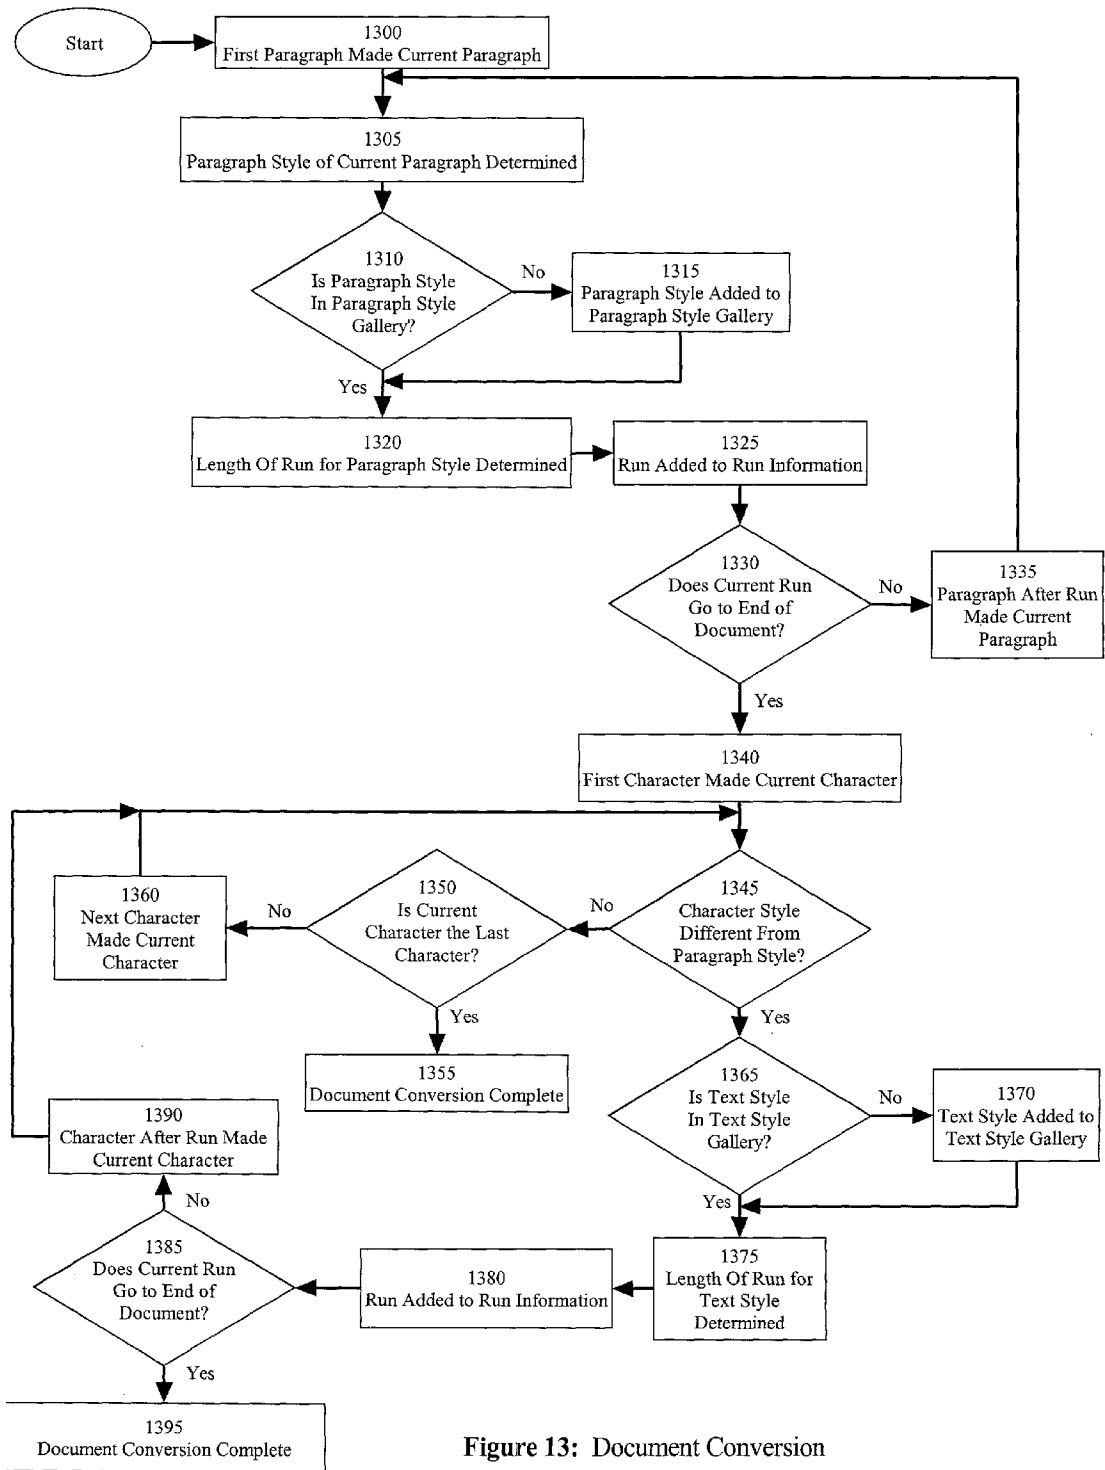 Start
1300
First Paragraph Made Current Paragraph
1305
Paragraph Style of Current Paragraph Determined
1310
Is Paragraph Style
In Paragraph Style
Gallery?
No
1315
Paragraph Style Added to
Paragraph Style Gallery
Yes
1320
Length Of Run for Paragraph Style Determined
1325
Run Added to Run Information
1330
Does Current Run
Go to End of
Document?
No
1335
Paragraph After Run
Made Current
Paragraph
Yes
1340
First Character Made Current Character
1345
Character Style
Different From
Paragraph Style?
No
1350
Is Current
Character the Last
Character?
No
1360
Next Character
Made Current
Character
Yes
1355
Document Conversion Complete
Yes
1365
Is Text Style
In Text Style
Gallery?
No
1370
Text Style Added to
Text Style Gallery
Yes
1375
Length Of Run for
Text Style
Determined
1380
Run Added to Run Information
1385
Does Current Run
Go to End of
Document?
No
1390
Character After Run Made
Current Character
Yes
1395
Document Conversion Complete
Figure 13: Document Conversion